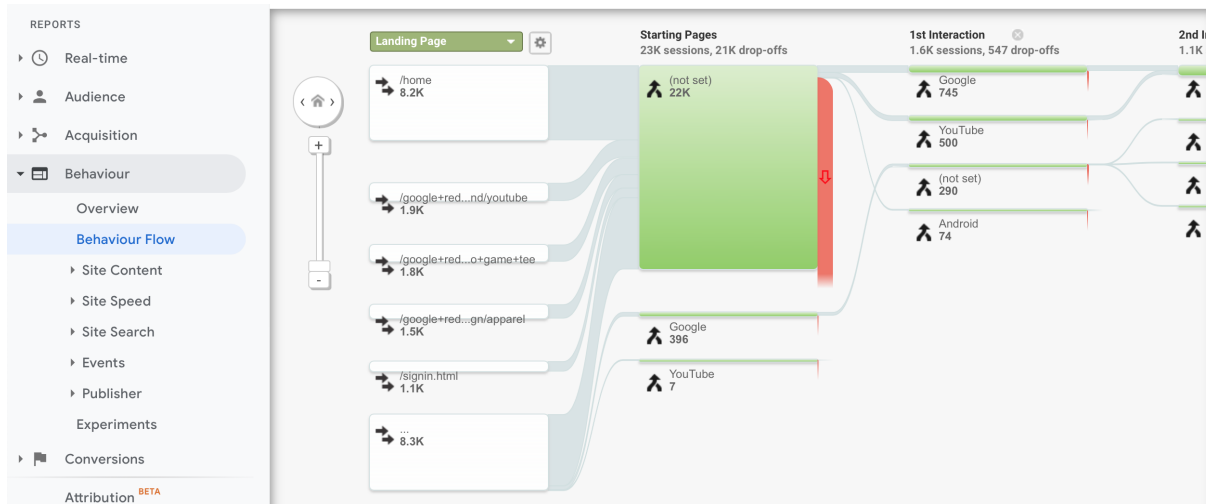 REPORTS
Real-time
Audience
Acquisition
Behaviour
Overview
Behaviour Flow
Site Content
Site Speed
Site Search
Events
Publisher
Experiments
Conversions
Attribution BETA
Landing Page
/home
8.2K
/google+red...nd/youtube
1.9K
/google+red...o+game+tee
1.8K
/google+red...gn/apparel
1.5K
/signin.html
1.1K
...
8.3K
+
-
Starting Pages
23K sessions, 21K drop-offs
(not set)
22K
Google
396
YouTube
7
1st Interaction
1.6K sessions, 547 drop-offs
Google
745
YouTube
500
(not set)
290
Android
74
2nd I
1.1K